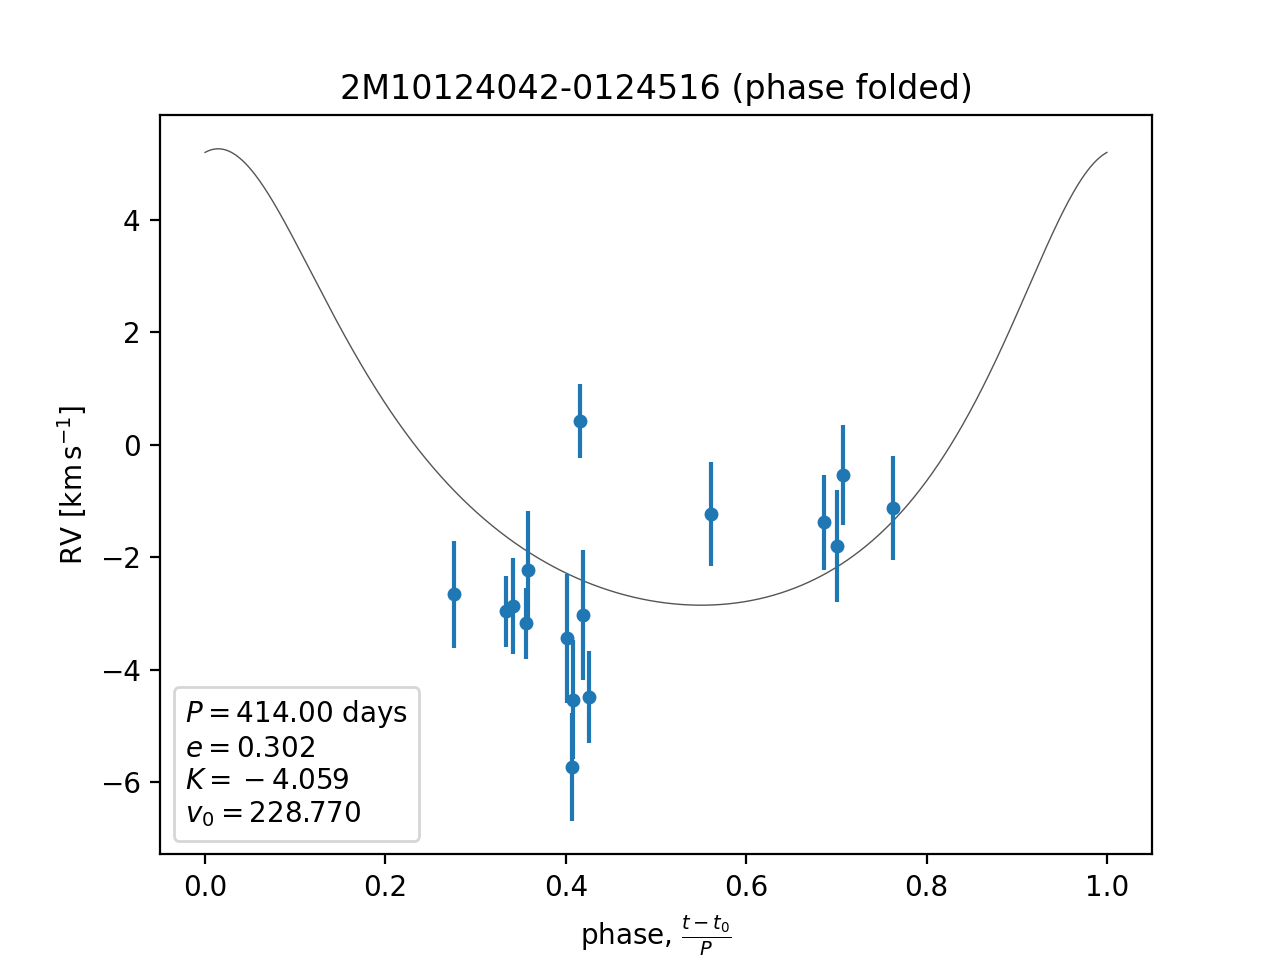 2M10124042-0124516 (phase folded)
RV [km s⁻¹]
4
2
0
−2
−4
−6
P = 414.00 days
e = 0.302
K = −4.059
v₀ = 228.770
0.0 0.2 0.4 0.6 0.8 1.0
phase, (t − t₀)/P